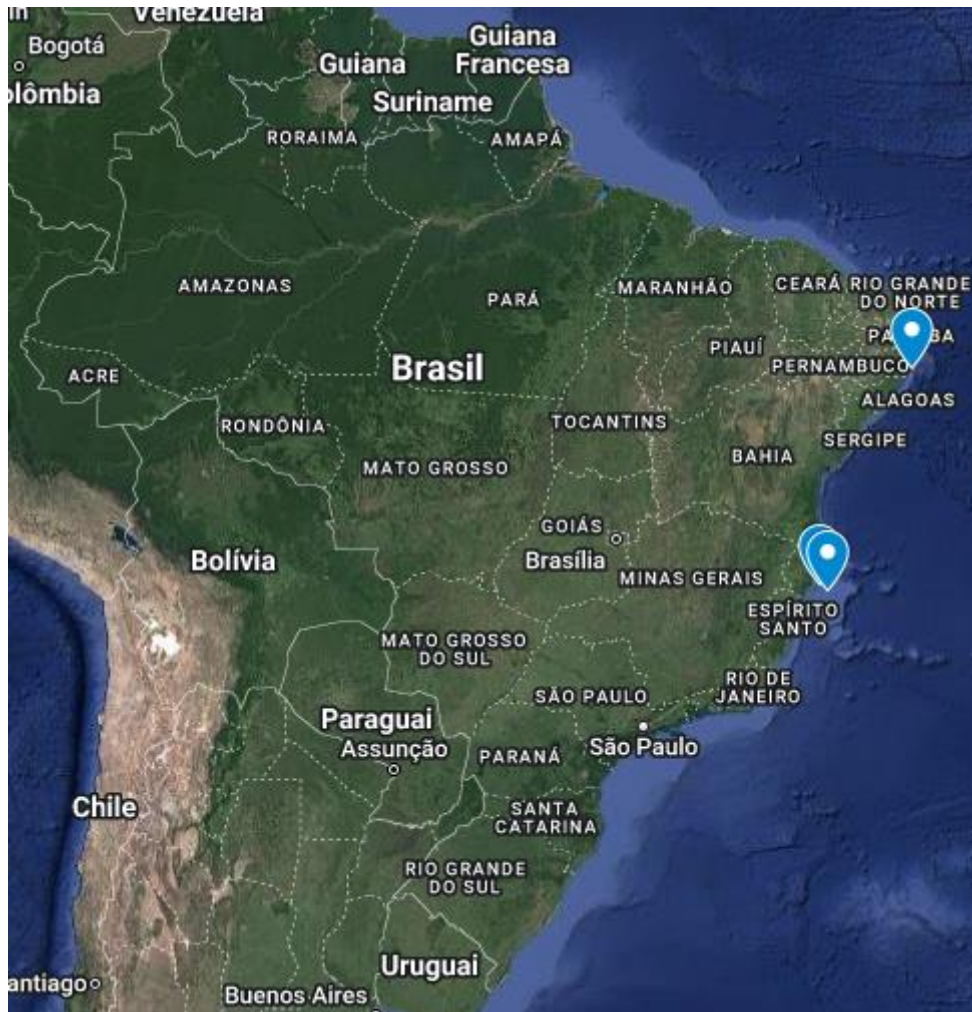 Venezuela
Bogotá
olômbia
Guiana
Guiana
Francesa
Suriname
RORAIMA
AMAPÁ
AMAZONAS
PARÁ
MARANHÃO
CEARÁ
RIO GRANDE
DO NORTE
PIAUÍ
PERNAMBUCO
Brasil
ACRE
ALAGOAS
RONDÔNIA
TOCANTINS
SERGIPE
MATO GROSSO
BAHIA
GOIÁS
Brasília
Bolívia
MINAS GERAIS
ESPÍRITO
SANTO
MATO GROSSO
DO SUL
RIO DE
JANEIRO
SÃO PAULO
Paraguai
São Paulo
Assunção
PARANÁ
Chile
SANTA
CATARINA
RIO GRANDE
DO SUL
Uruguai
antiago
Buenos Aires